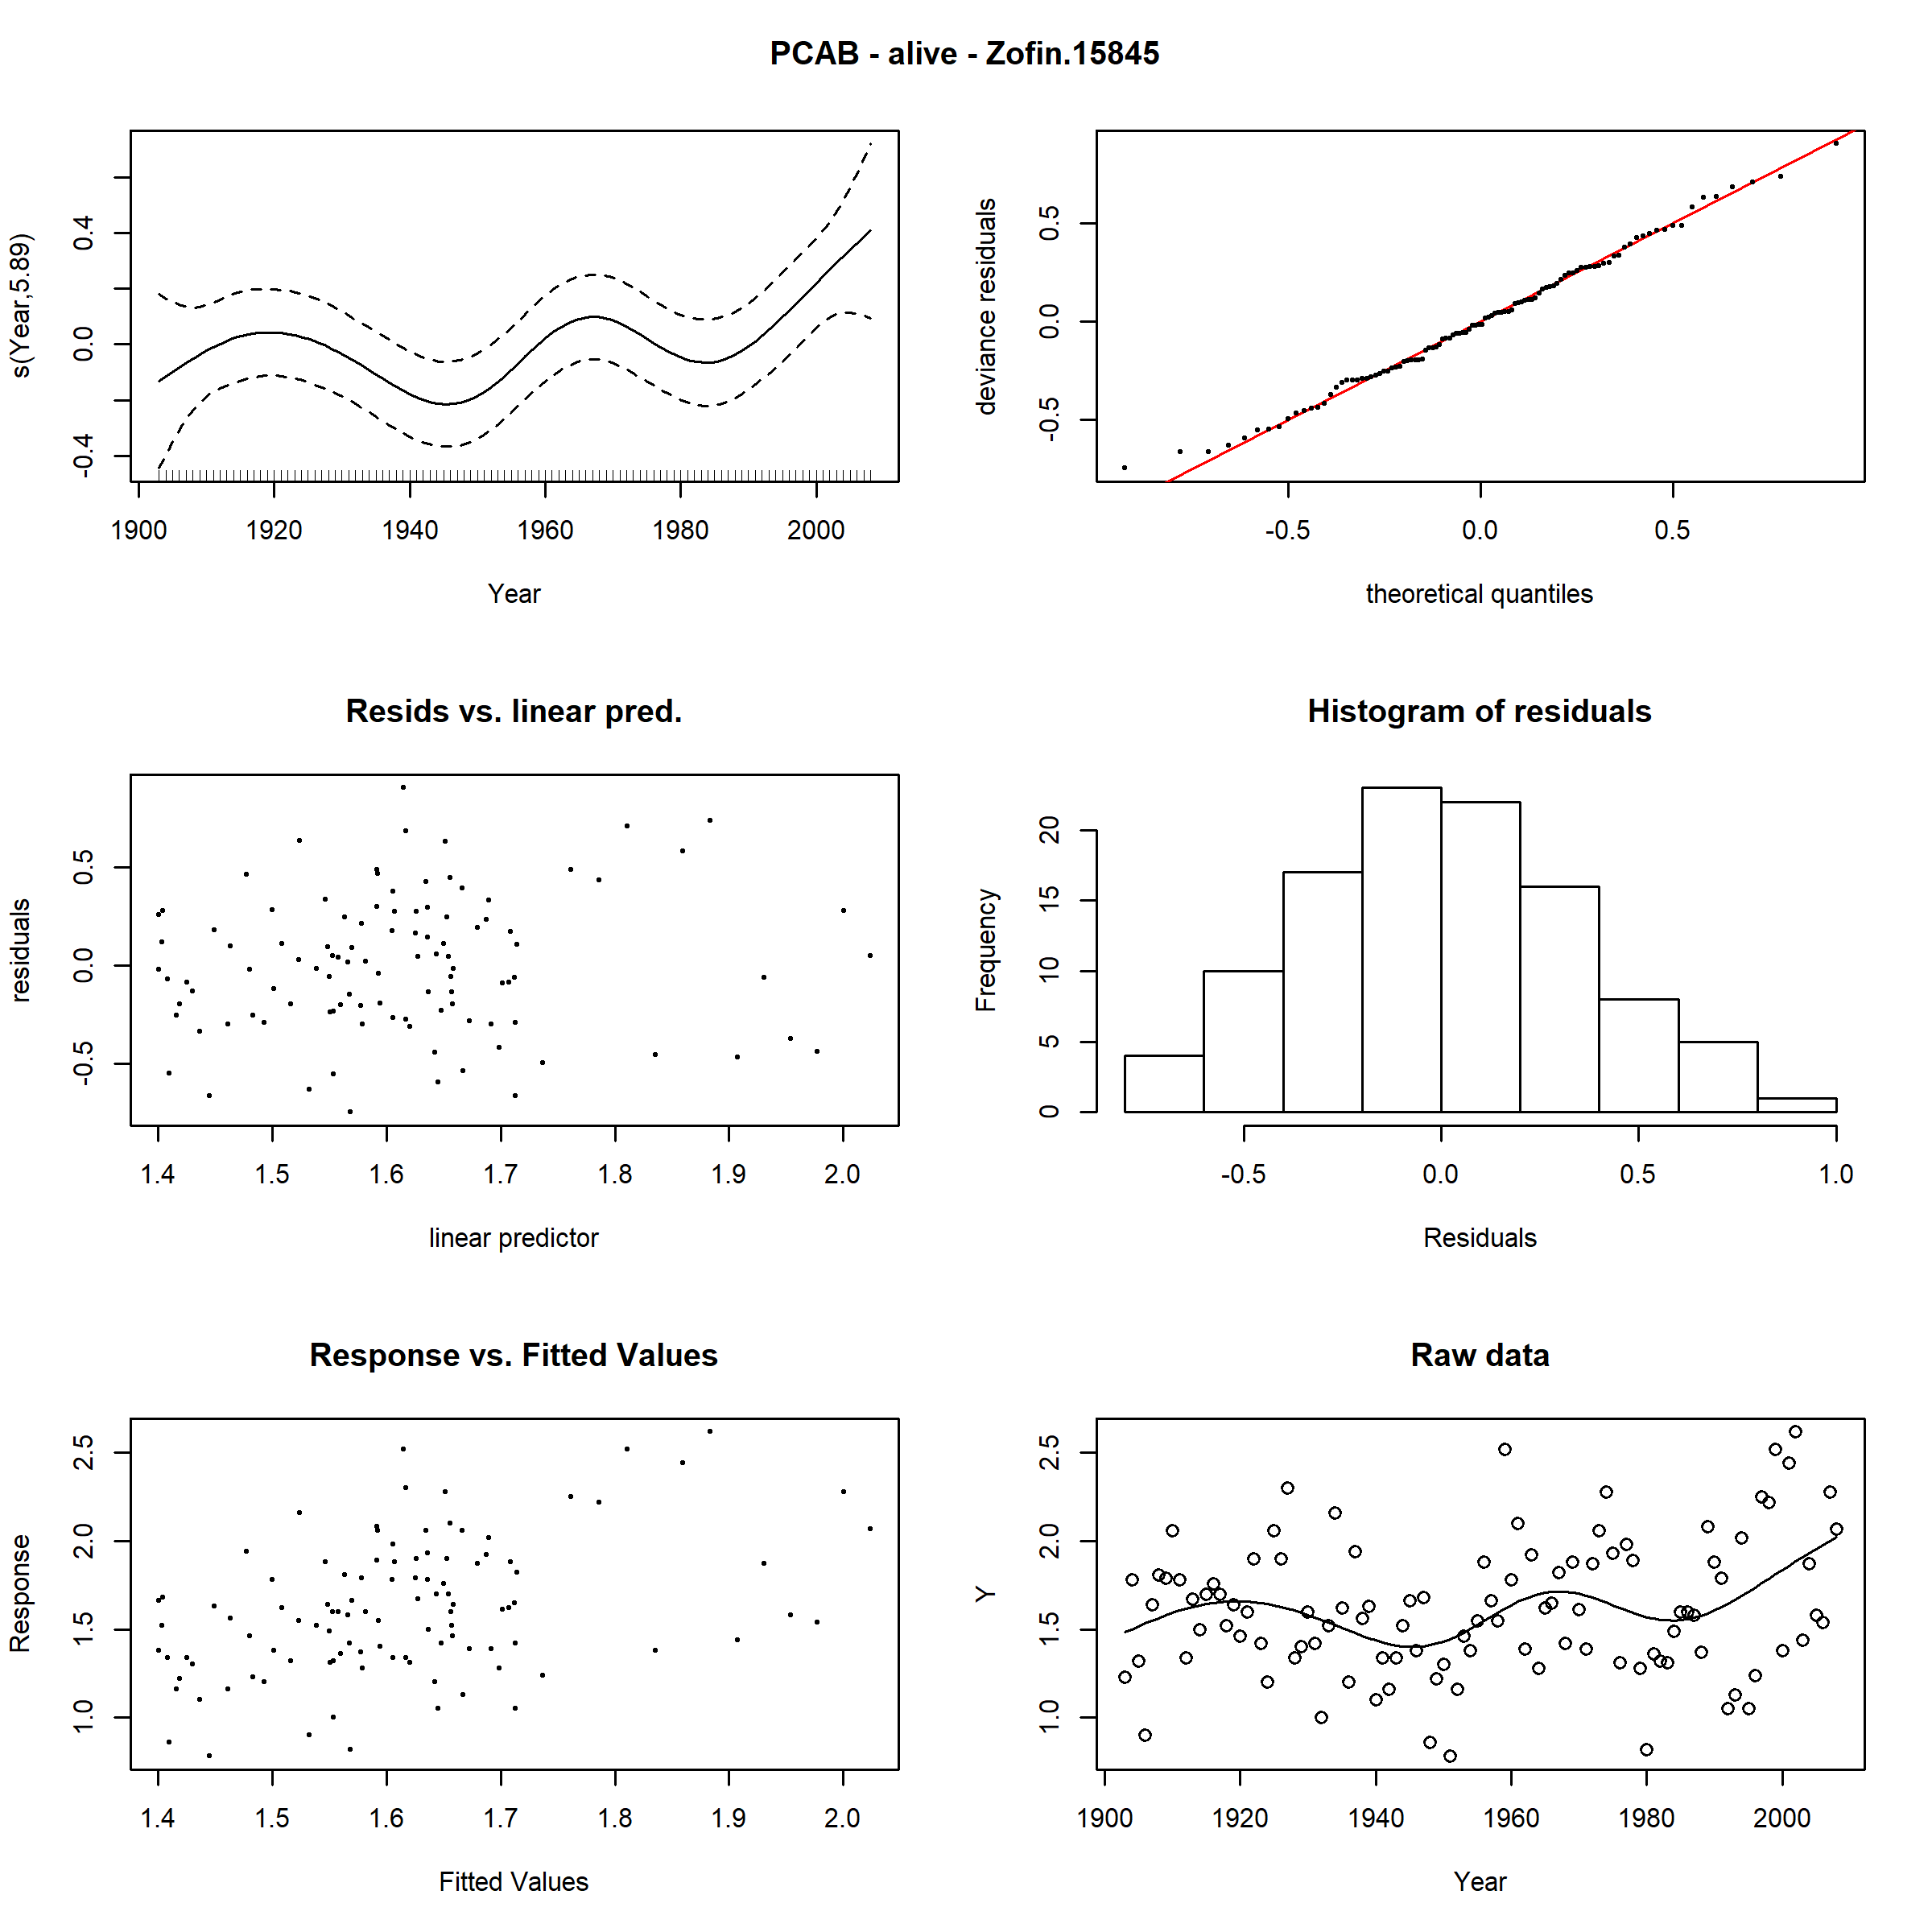 PCAB - alive - Zofin.15845
s(Year,5.89)
-0.4 0.0 0.4
1900 1920 1940 1960 1980 2000
Year
deviance residuals
-0.5 0.0 0.5
-0.5 0.0 0.5
theoretical quantiles
Resids vs. linear pred.
residuals
-0.5 0.0 0.5
1.4 1.5 1.6 1.7 1.8 1.9 2.0
linear predictor
Histogram of residuals
Frequency
0 5 10 15 20
-0.5 0.0 0.5 1.0
Residuals
Response vs. Fitted Values
Response
1.0 1.5 2.0 2.5
1.4 1.5 1.6 1.7 1.8 1.9 2.0
Fitted Values
Raw data
Y
1.0 1.5 2.0 2.5
1900 1920 1940 1960 1980 2000
Year